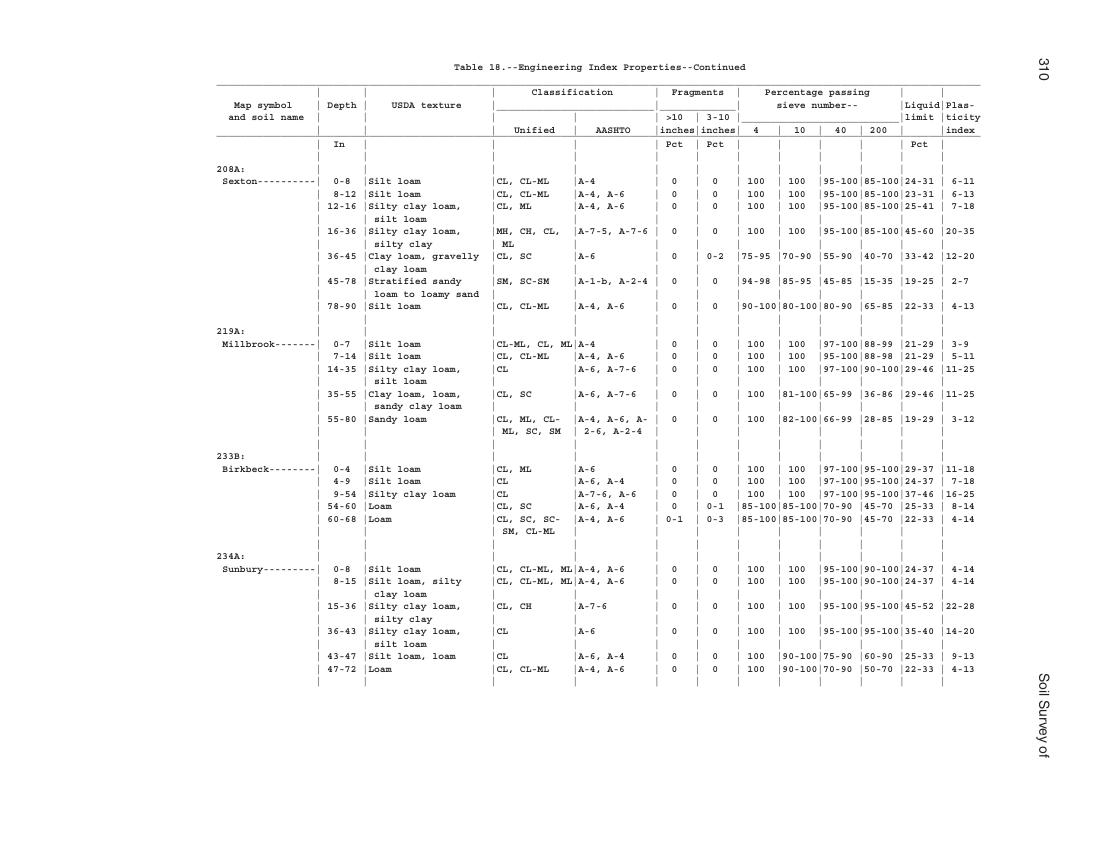 310
Table 18.--Engineering Index Properties--Continued
Classification | Fragments | Percentage passing
Map symbol | Depth | USDA texture | sieve number-- | Liquid | Plas-
and soil name | >10 | 3-10 | limit | ticity
Unified | AASHTO | inches | inches | 4 | 10 | 40 | 200 | index
In | Pct | Pct | Pct
208A:
Sexton---------- | 0-8 | Silt loam | CL, CL-ML | A-4 | 0 | 0 | 100 | 100 | 95-100 | 85-100 | 24-31 | 6-11
8-12 | Silt loam | CL, CL-ML | A-4, A-6 | 0 | 0 | 100 | 100 | 95-100 | 85-100 | 23-31 | 6-13
12-16 | Silty clay loam, | CL, ML | A-4, A-6 | 0 | 0 | 100 | 100 | 95-100 | 85-100 | 25-41 | 7-18
silt loam
16-36 | Silty clay loam, | MH, CH, CL, | A-7-5, A-7-6 | 0 | 0 | 100 | 100 | 95-100 | 85-100 | 45-60 | 20-35
silty clay | ML
36-45 | Clay loam, gravelly | CL, SC | A-6 | 0 | 0-2 | 75-95 | 70-90 | 55-90 | 40-70 | 33-42 | 12-20
clay loam
45-78 | Stratified sandy | SM, SC-SM | A-1-b, A-2-4 | 0 | 0 | 94-98 | 85-95 | 45-85 | 15-35 | 19-25 | 2-7
loam to loamy sand
78-90 | Silt loam | CL, CL-ML | A-4, A-6 | 0 | 0 | 90-100 | 80-100 | 80-90 | 65-85 | 22-33 | 4-13
219A:
Millbrook------- | 0-7 | Silt loam | CL-ML, CL, ML | A-4 | 0 | 0 | 100 | 100 | 97-100 | 88-99 | 21-29 | 3-9
7-14 | Silt loam | CL, CL-ML | A-4, A-6 | 0 | 0 | 100 | 100 | 95-100 | 88-98 | 21-29 | 5-11
14-35 | Silty clay loam, | CL | A-6, A-7-6 | 0 | 0 | 100 | 100 | 97-100 | 90-100 | 29-46 | 11-25
silt loam
35-55 | Clay loam, loam, | CL, SC | A-6, A-7-6 | 0 | 0 | 100 | 81-100 | 65-99 | 36-86 | 29-46 | 11-25
sandy clay loam
55-80 | Sandy loam | CL, ML, CL- | A-4, A-6, A- | 0 | 0 | 100 | 82-100 | 66-99 | 28-85 | 19-29 | 3-12
ML, SC, SM | 2-6, A-2-4
233B:
Birkbeck-------- | 0-4 | Silt loam | CL, ML | A-6 | 0 | 0 | 100 | 100 | 97-100 | 95-100 | 29-37 | 11-18
4-9 | Silt loam | CL | A-6, A-4 | 0 | 0 | 100 | 100 | 97-100 | 95-100 | 24-37 | 7-18
9-54 | Silty clay loam | CL | A-7-6, A-6 | 0 | 0 | 100 | 100 | 97-100 | 95-100 | 37-46 | 16-25
54-60 | Loam | CL, SC | A-6, A-4 | 0 | 0-1 | 85-100 | 85-100 | 70-90 | 45-70 | 25-33 | 8-14
60-68 | Loam | CL, SC, SC- | A-4, A-6 | 0-1 | 0-3 | 85-100 | 85-100 | 70-90 | 45-70 | 22-33 | 4-14
SM, CL-ML
234A:
Sunbury--------- | 0-8 | Silt loam | CL, CL-ML, ML | A-4, A-6 | 0 | 0 | 100 | 100 | 95-100 | 90-100 | 24-37 | 4-14
8-15 | Silt loam, silty | CL, CL-ML, ML | A-4, A-6 | 0 | 0 | 100 | 100 | 95-100 | 90-100 | 24-37 | 4-14
clay loam
15-36 | Silty clay loam, | CL, CH | A-7-6 | 0 | 0 | 100 | 100 | 95-100 | 95-100 | 45-52 | 22-28
silty clay
36-43 | Silty clay loam, | CL | A-6 | 0 | 0 | 100 | 100 | 95-100 | 95-100 | 35-40 | 14-20
silt loam
43-47 | Silt loam, loam | CL | A-6, A-4 | 0 | 0 | 100 | 90-100 | 75-90 | 60-90 | 25-33 | 9-13
47-72 | Loam | CL, CL-ML | A-4, A-6 | 0 | 0 | 100 | 90-100 | 70-90 | 50-70 | 22-33 | 4-13
Soil Survey of